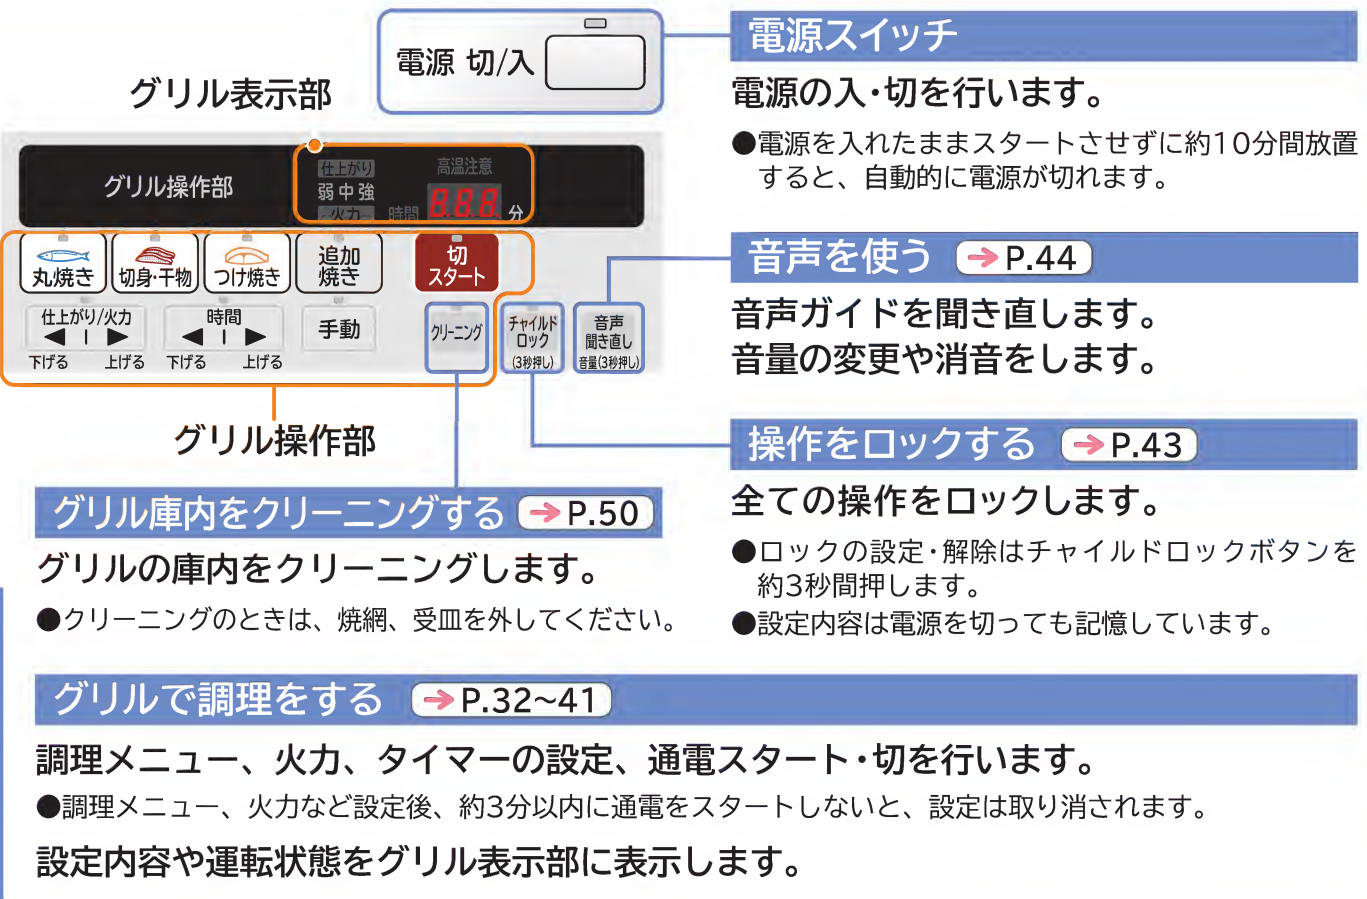 電源 切/入
電源スイッチ
電源の入・切を行います。
●電源を入れたままスタートさせずに約10分間放置
すると、自動的に電源が切れます。
グリル表示部
グリル操作部
仕上がり
弱 中 強
火力
高温注意
時間 888 分
丸焼き
切身・干物
つけ焼き
追加
焼き
切
スタート
仕上がり/火力
◀ | ▶
下げる 上げる
時間
◀ | ▶
下げる 上げる
手動
クリーニング
チャイルド
ロック
(3秒押し)
音声
聞き直し
音量(3秒押し)
グリル操作部
音声を使う ➔P.44
音声ガイドを聞き直します。
音量の変更や消音をします。
操作をロックする ➔P.43
全ての操作をロックします。
●ロックの設定・解除はチャイルドロックボタンを
約3秒間押します。
●設定内容は電源を切っても記憶しています。
グリル庫内をクリーニングする ➔P.50
グリルの庫内をクリーニングします。
●クリーニングのときは、焼網、受皿を外してください。
グリルで調理をする ➔P.32~41
調理メニュー、火力、タイマーの設定、通電スタート・切を行います。
●調理メニュー、火力など設定後、約3分以内に通電をスタートしないと、設定は取り消されます。
設定内容や運転状態をグリル表示部に表示します。